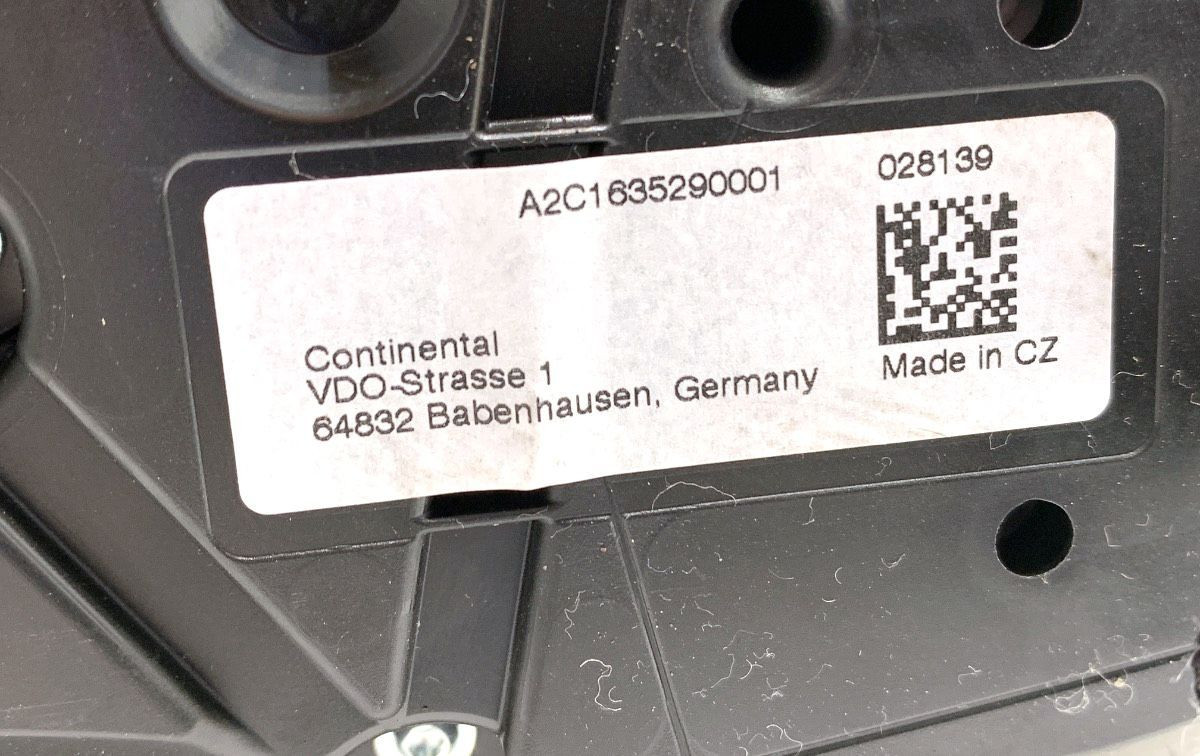 A2C1635290001
028139
Continental
VDO-Strasse 1
64832 Babenhausen, Germany
Made in CZ